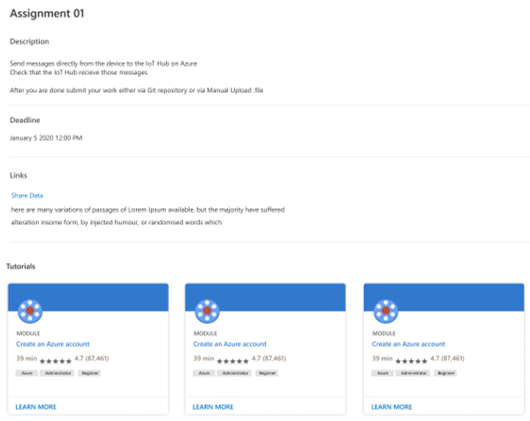 Assignment 01
Description
Send messages directly from the device to the IoT Hub on Azure
Check that the IoT Hub recieve those messages.
After you are done submit your work either via Git repository or via Manual Upload .file
Deadline
January 5 2020 12:00 PM
Links
Share Data
here are many variations of passages of Lorem Ipsum available, but the majority have suffered
alteration insome form, by injected humour, or randomised words which
Tutorials
MODULE
Create an Azure account
39 min ★★★★★ 4.7 (87,461)
Azure Administrator Beginner
LEARN MORE
MODULE
Create an Azure account
39 min ★★★★★ 4.7 (87,461)
Azure Administrator Beginner
LEARN MORE
MODULE
Create an Azure account
39 min ★★★★★ 4.7 (87,461)
Azure Administrator Beginner
LEARN MORE